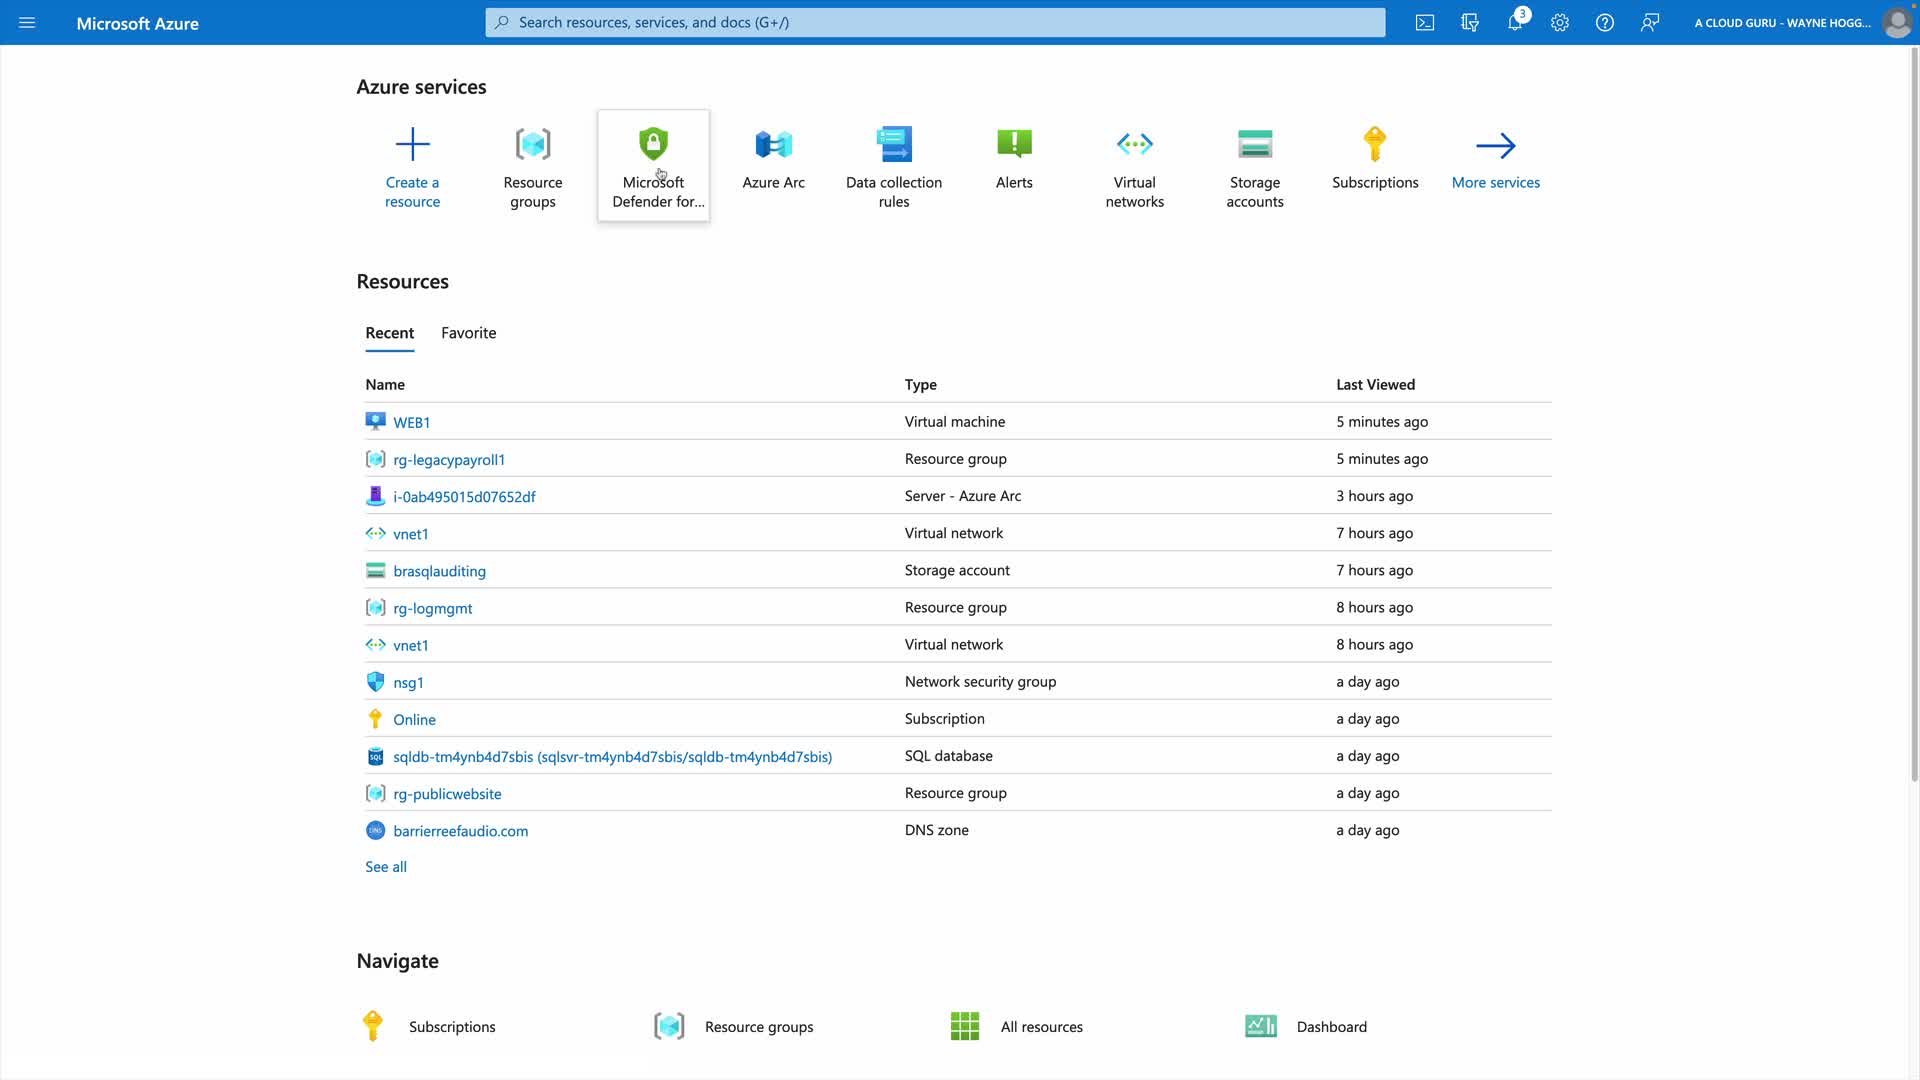 Microsoft Azure
Search resources, services, and docs (G+/)
3
A CLOUD GURU - WAYNE HOGG...
Azure services
Create a
resource
Resource
groups
Microsoft
Defender for...
Azure Arc
Data collection
rules
Alerts
Virtual
networks
Storage
accounts
Subscriptions
More services
Resources
Recent Favorite
Name Type Last Viewed
WEB1 Virtual machine 5 minutes ago
rg-legacypayroll1 Resource group 5 minutes ago
i-0ab495015d07652df Server - Azure Arc 3 hours ago
vnet1 Virtual network 7 hours ago
brasqlauditing Storage account 7 hours ago
rg-logmgmt Resource group 8 hours ago
vnet1 Virtual network 8 hours ago
nsg1 Network security group a day ago
Online Subscription a day ago
SQL sqldb-tm4ynb4d7sbis (sqlsvr-tm4ynb4d7sbis/sqldb-tm4ynb4d7sbis) SQL database a day ago
rg-publicwebsite Resource group a day ago
DNS barrierreefaudio.com DNS zone a day ago
See all
Navigate
Subscriptions Resource groups All resources Dashboard